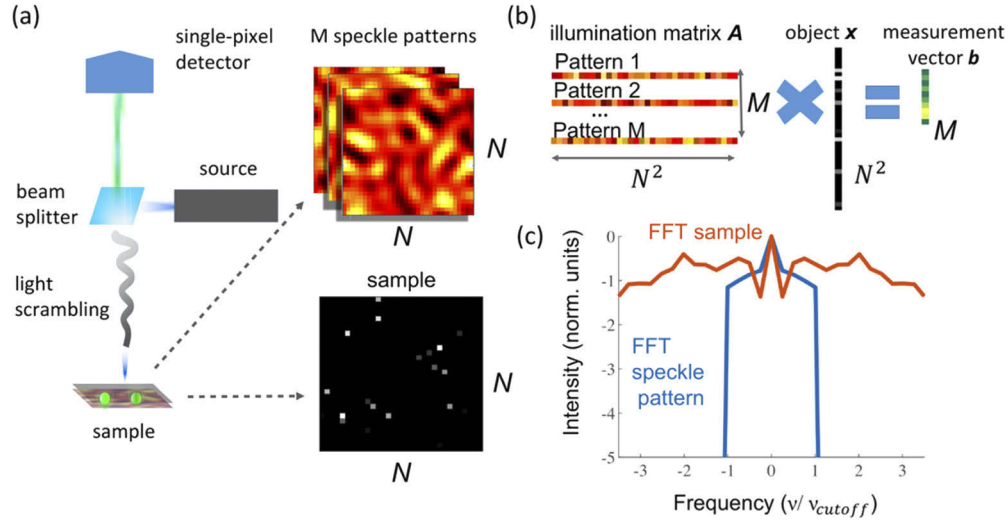 (a)
single-pixel
detector
M speckle patterns
source
beam
splitter
N
N
light
scrambling
sample
N
N
sample
(b)
illumination matrix A
object x
measurement
vector b
Pattern 1
Pattern 2
...
Pattern M
M
N²
N²
M
(c)
FFT sample
FFT
speckle
pattern
Intensity (norm. units)
0
-1
-2
-3
-4
-5
-3 -2 -1 0 1 2 3
Frequency (ν/ ν_cutoff)